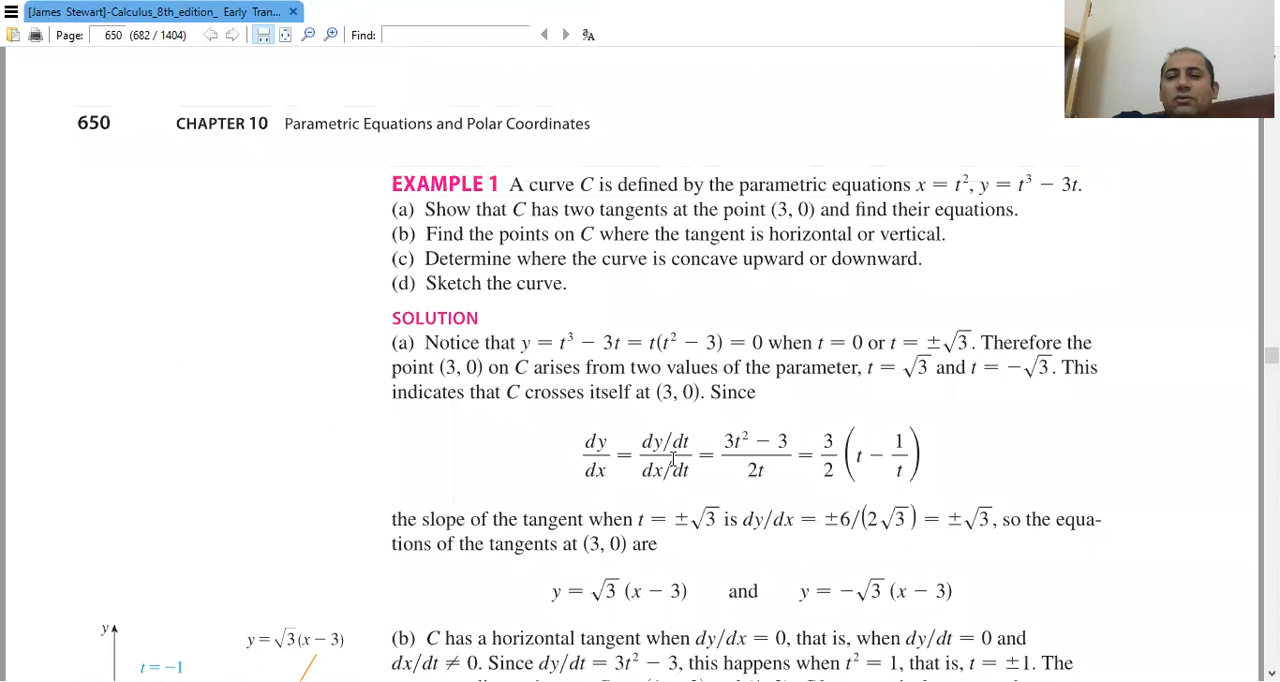 [James Stewart]-Calculus_8th_edition_ Early Tran... ×
Page: 650 (682 / 1404) Find:
650 CHAPTER 10 Parametric Equations and Polar Coordinates
EXAMPLE 1 A curve C is defined by the parametric equations x = t², y = t³ − 3t.
(a) Show that C has two tangents at the point (3, 0) and find their equations.
(b) Find the points on C where the tangent is horizontal or vertical.
(c) Determine where the curve is concave upward or downward.
(d) Sketch the curve.
SOLUTION
(a) Notice that y = t³ − 3t = t(t² − 3) = 0 when t = 0 or t = ±√3. Therefore the
point (3, 0) on C arises from two values of the parameter, t = √3 and t = −√3. This
indicates that C crosses itself at (3, 0). Since
dy/dx = (dy/dt)/(dx/dt) = (3t² − 3)/(2t) = 3/2 (t − 1/t)
the slope of the tangent when t = ±√3 is dy/dx = ±6/(2√3) = ±√3, so the equa-
tions of the tangents at (3, 0) are
y = √3 (x − 3) and y = −√3 (x − 3)
(b) C has a horizontal tangent when dy/dx = 0, that is, when dy/dt = 0 and
dx/dt ≠ 0. Since dy/dt = 3t² − 3, this happens when t² = 1, that is, t = ±1. The
y
y = √3 (x − 3)
t = −1